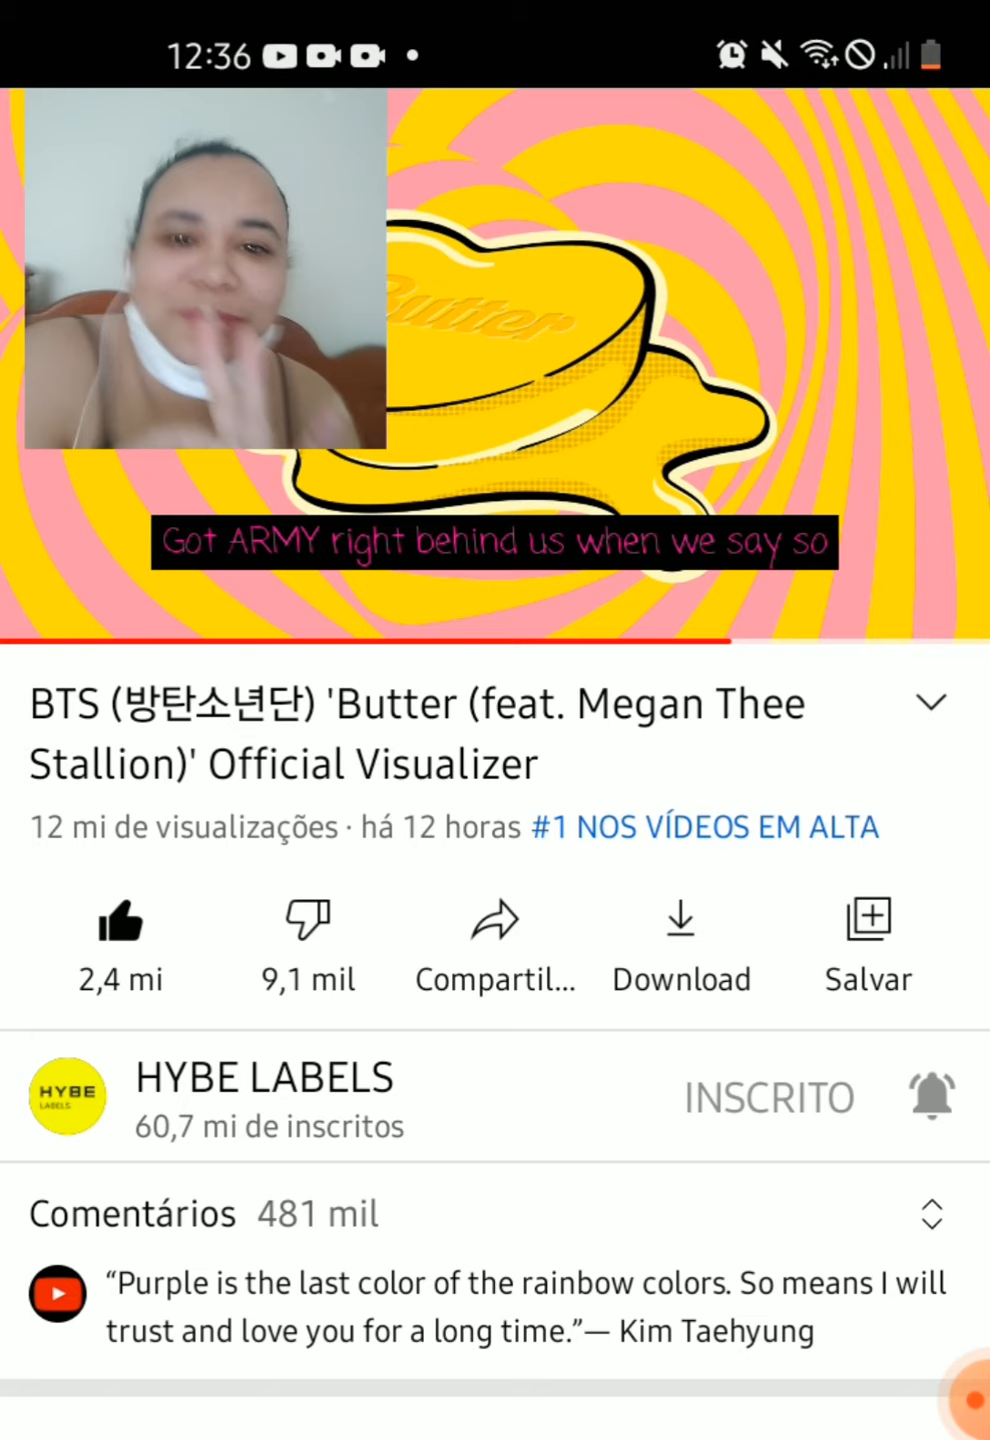 12:36
Butter
Got ARMY right behind us when we say so
BTS (방탄소년단) 'Butter (feat. Megan Thee
Stallion)' Official Visualizer
12 mi de visualizações · há 12 horas #1 NOS VÍDEOS EM ALTA
2,4 mi 9,1 mil Compartil... Download Salvar
HYBE
LABELS
HYBE LABELS
60,7 mi de inscritos
INSCRITO
Comentários 481 mil
“Purple is the last color of the rainbow colors. So means I will
trust and love you for a long time.”— Kim Taehyung